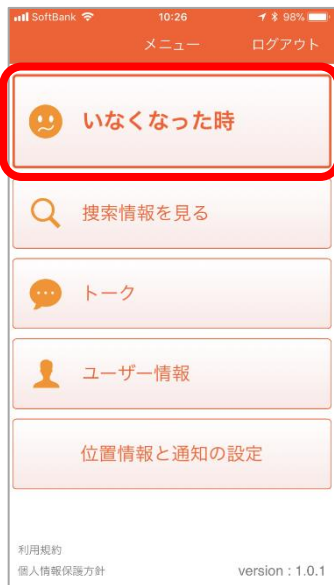 SoftBank 10:26 98%
メニュー ログアウト
いなくなった時
捜索情報を見る
トーク
ユーザー情報
位置情報と通知の設定
利用規約
個人情報保護方針 version : 1.0.1